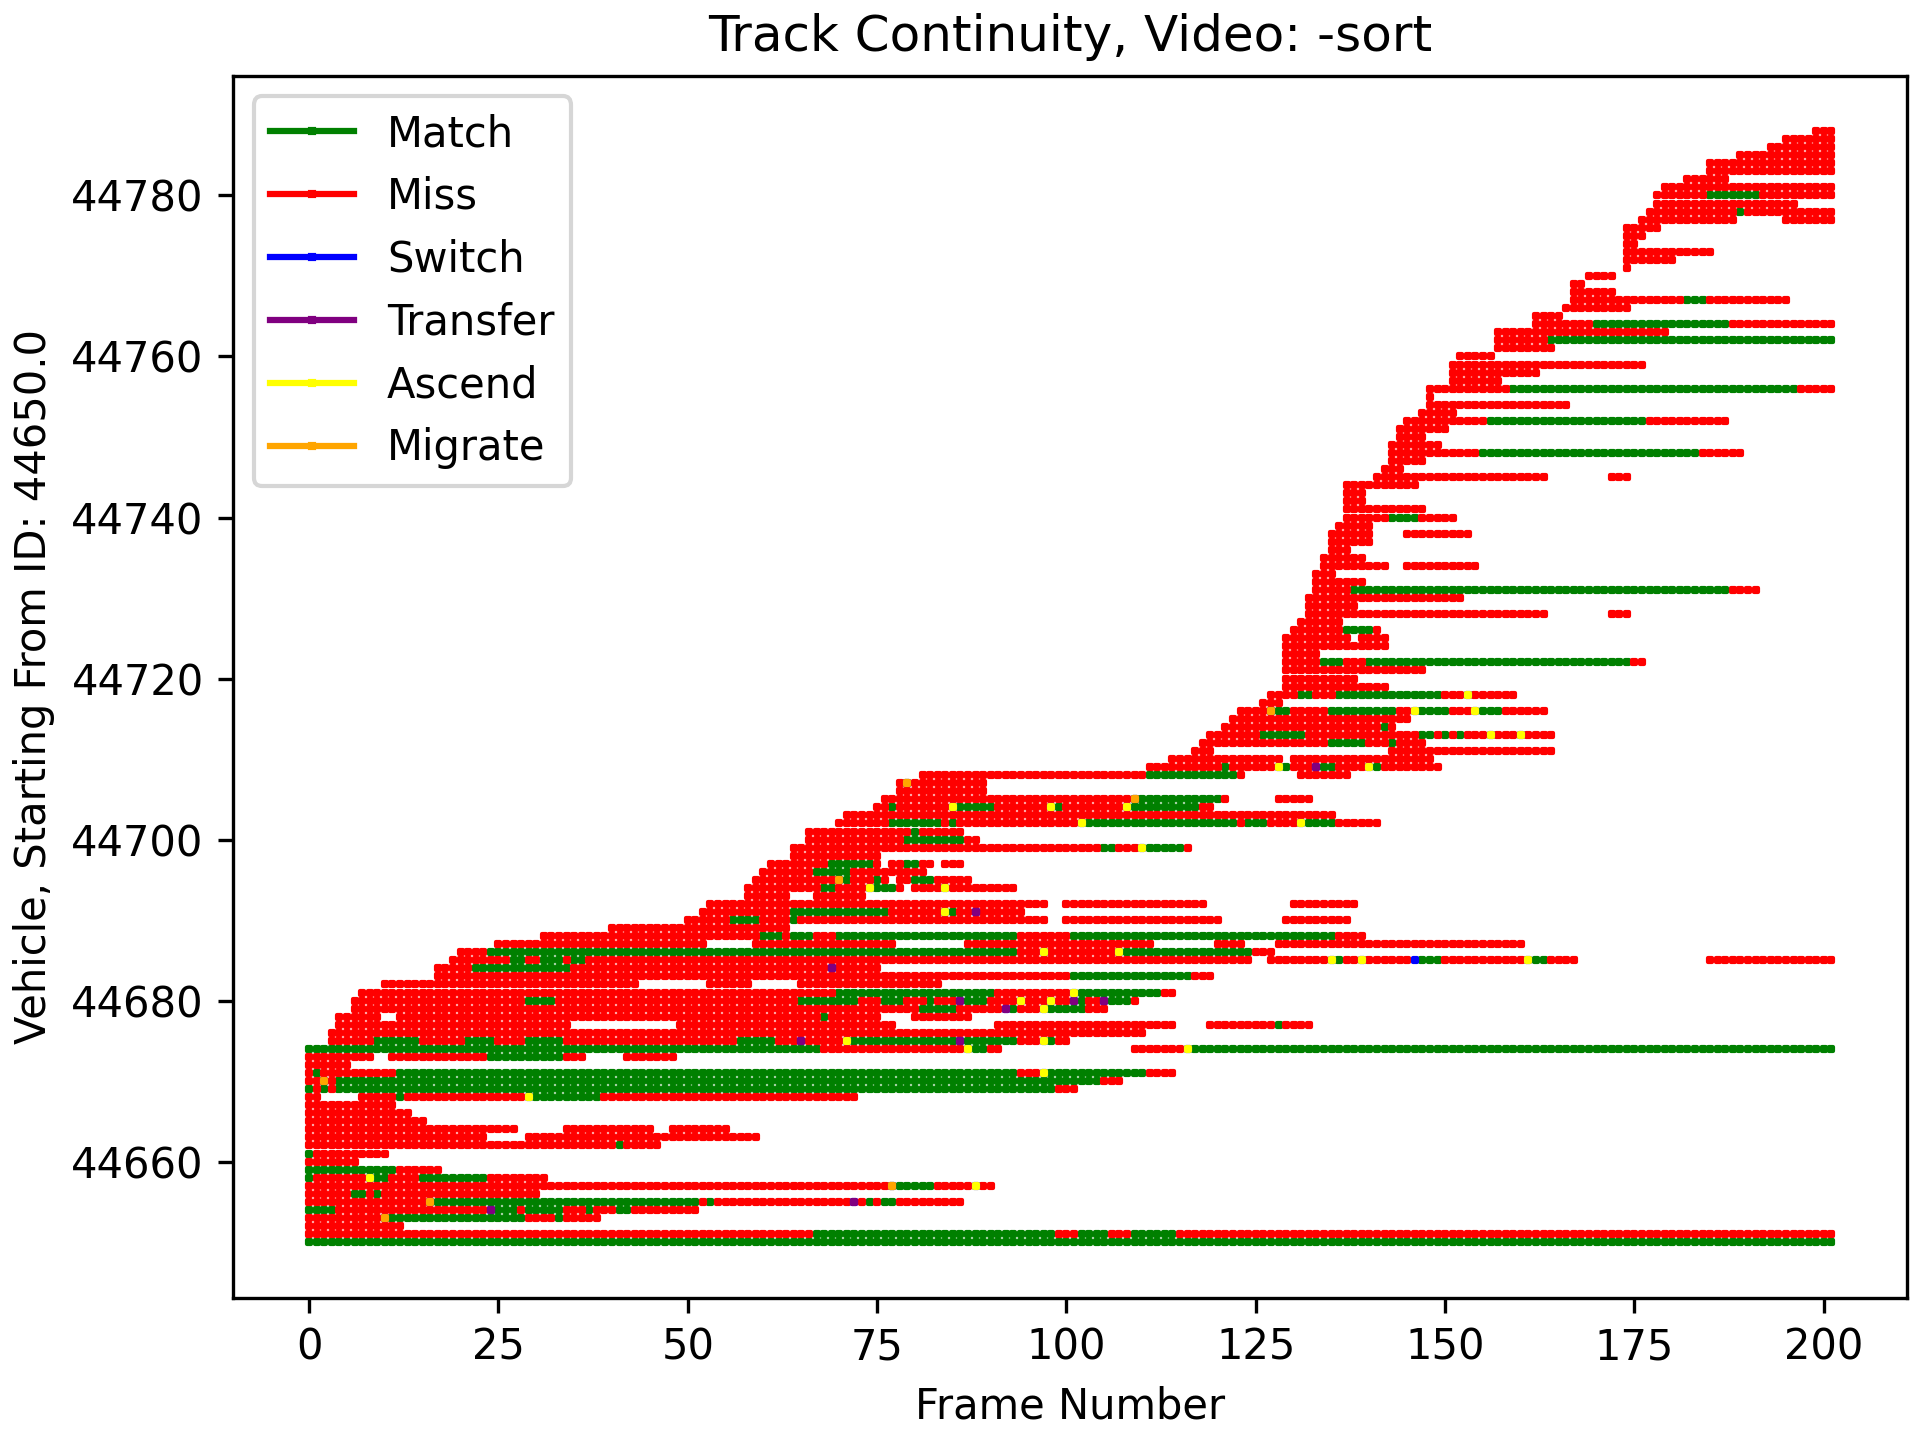 Track Continuity, Video: -sort
Match
Miss
Switch
Transfer
Ascend
Migrate
Vehicle, Starting From ID: 44650.0
44780
44760
44740
44720
44700
44680
44660
0 25 50 75 100 125 150 175 200
Frame Number